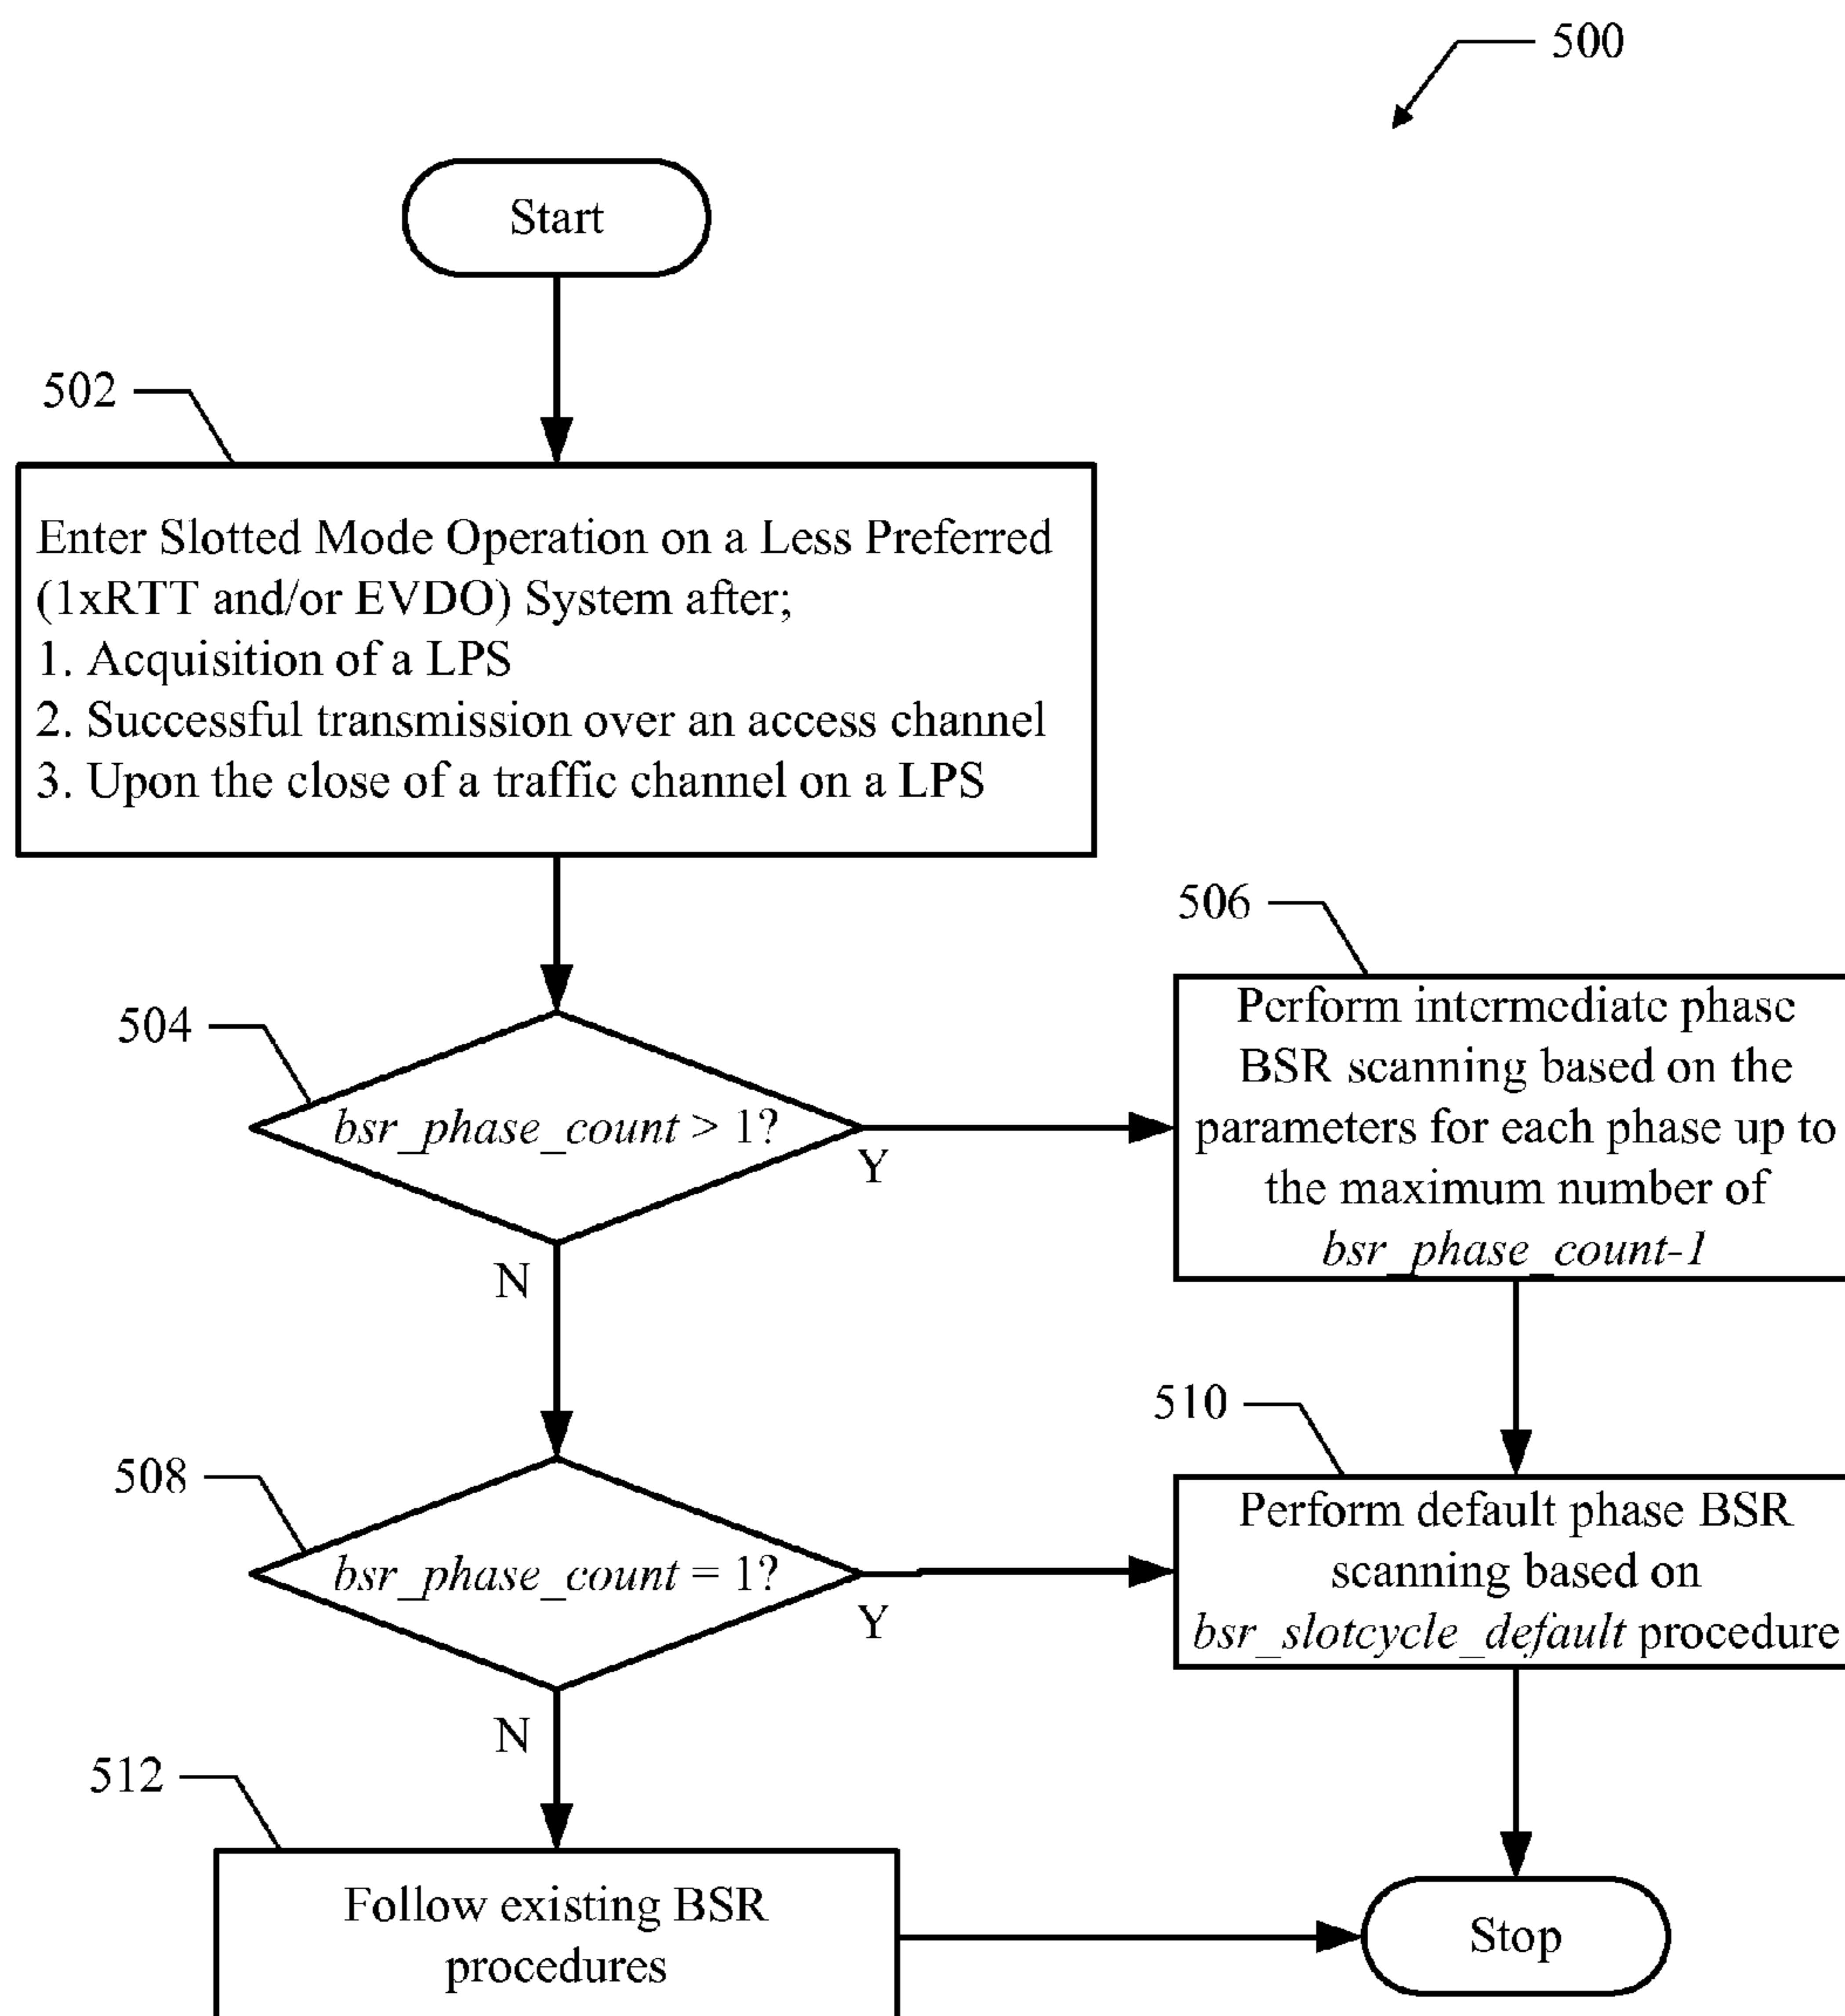 500
Start
502
Enter Slotted Mode Operation on a Less Preferred
(1xRTT and/or EVDO) System after;
1. Acquisition of a LPS
2. Successful transmission over an access channel
3. Upon the close of a traffic channel on a LPS
504
bsr_phase_count > 1?
Y
N
506
Perform intermediate phase
BSR scanning based on the
parameters for each phase up to
the maximum number of
bsr_phase_count-1
508
bsr_phase_count = 1?
Y
N
510
Perform default phase BSR
scanning based on
bsr_slotcycle_default procedure
512
Follow existing BSR
procedures
Stop